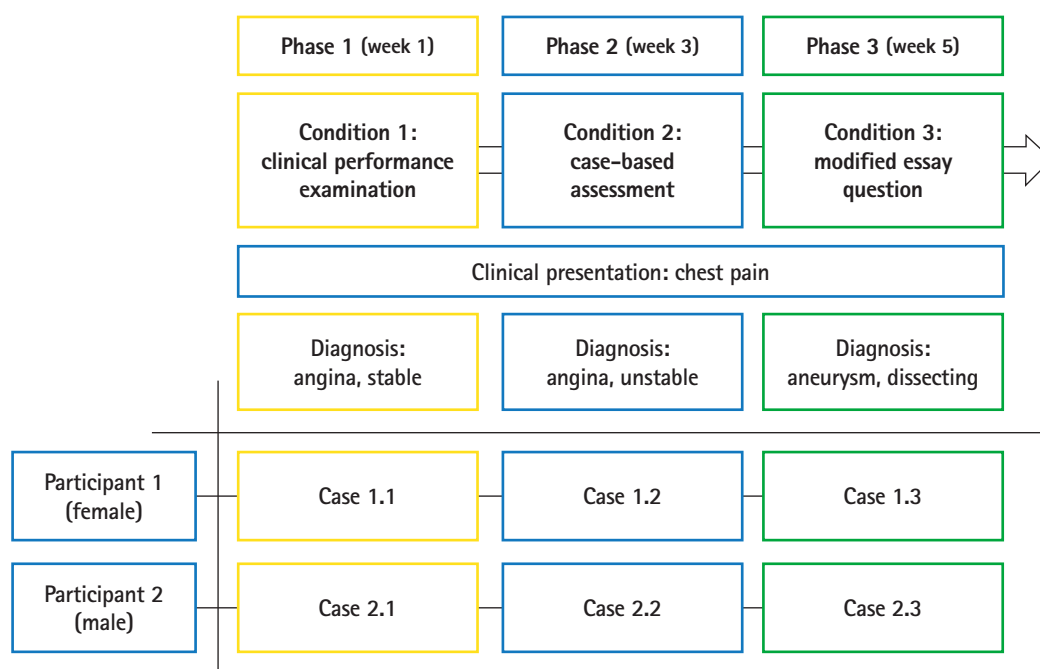 Phase 1 (week 1)
Phase 2 (week 3)
Phase 3 (week 5)
Condition 1:
clinical performance
examination
Condition 2:
case-based
assessment
Condition 3:
modified essay
question
Clinical presentation: chest pain
Diagnosis:
angina, stable
Diagnosis:
angina, unstable
Diagnosis:
aneurysm, dissecting
Participant 1
(female)
Case 1.1
Case 1.2
Case 1.3
Participant 2
(male)
Case 2.1
Case 2.2
Case 2.3